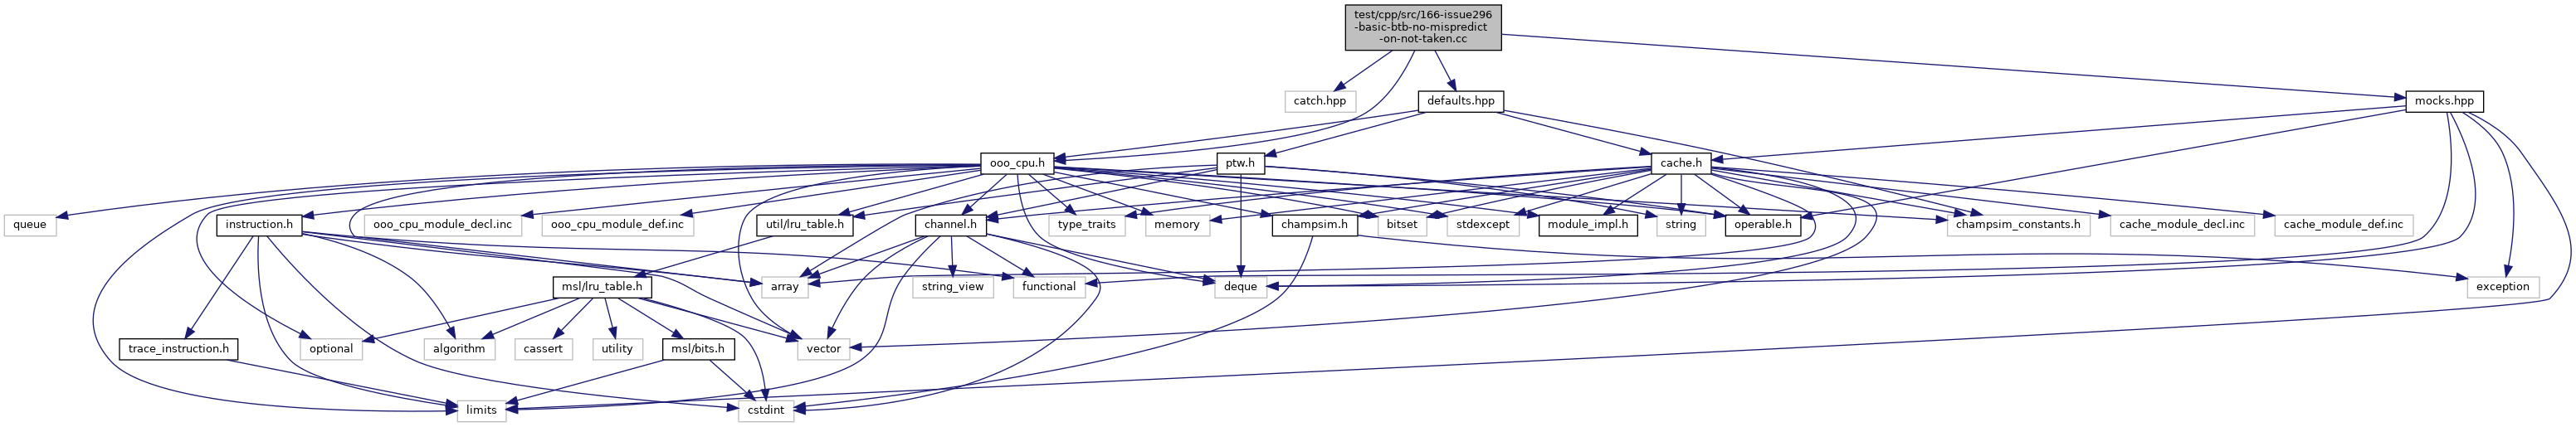 test/cpp/src/166-issue296
-basic-btb-no-mispredict
-on-not-taken.cc
catch.hpp
defaults.hpp
mocks.hpp
ooo_cpu.h
ptw.h
cache.h
queue
instruction.h
ooo_cpu_module_decl.inc
ooo_cpu_module_def.inc
util/lru_table.h
channel.h
type_traits
memory
champsim.h
bitset
stdexcept
module_impl.h
string
operable.h
champsim_constants.h
cache_module_decl.inc
cache_module_def.inc
msl/lru_table.h
array
string_view
functional
deque
exception
trace_instruction.h
optional
algorithm
cassert
utility
msl/bits.h
vector
limits
cstdint